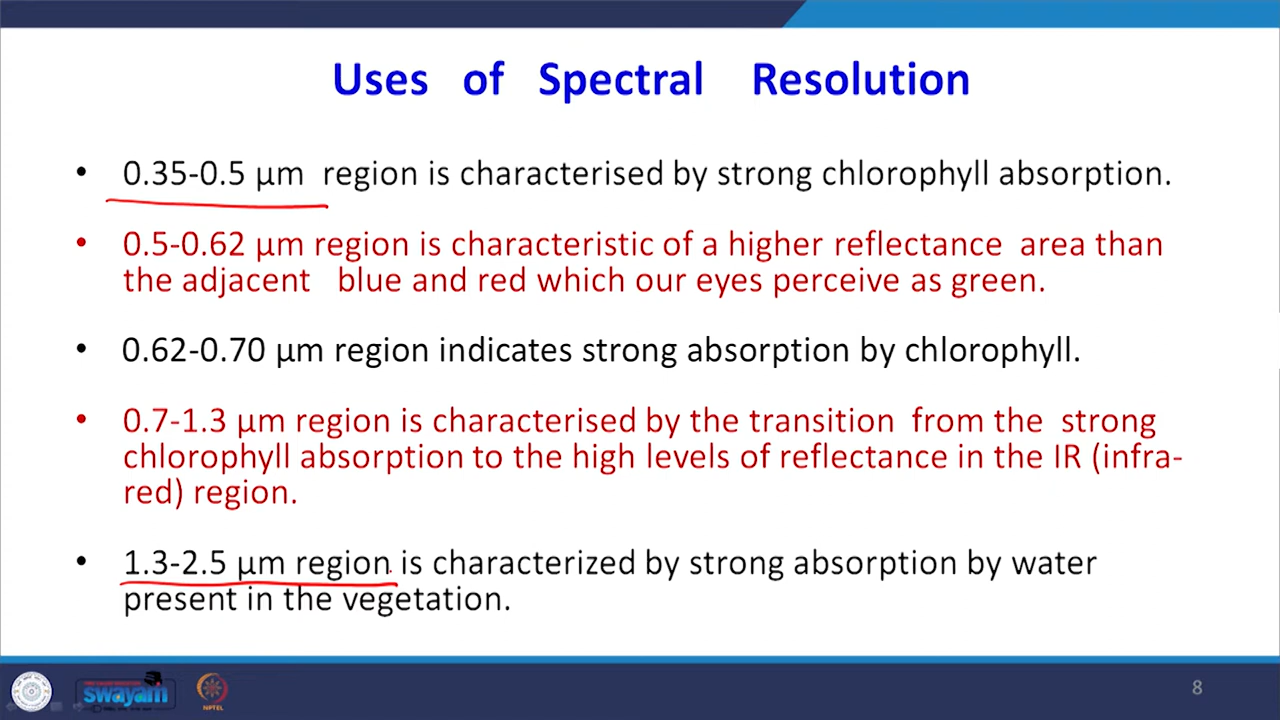 Uses of Spectral Resolution
• 0.35-0.5 µm region is characterised by strong chlorophyll absorption.
• 0.5-0.62 µm region is characteristic of a higher reflectance area than
the adjacent blue and red which our eyes perceive as green.
• 0.62-0.70 µm region indicates strong absorption by chlorophyll.
• 0.7-1.3 µm region is characterised by the transition from the strong
chlorophyll absorption to the high levels of reflectance in the IR (infra-
red) region.
• 1.3-2.5 µm region is characterized by strong absorption by water
present in the vegetation.
swayam
NPTEL
8